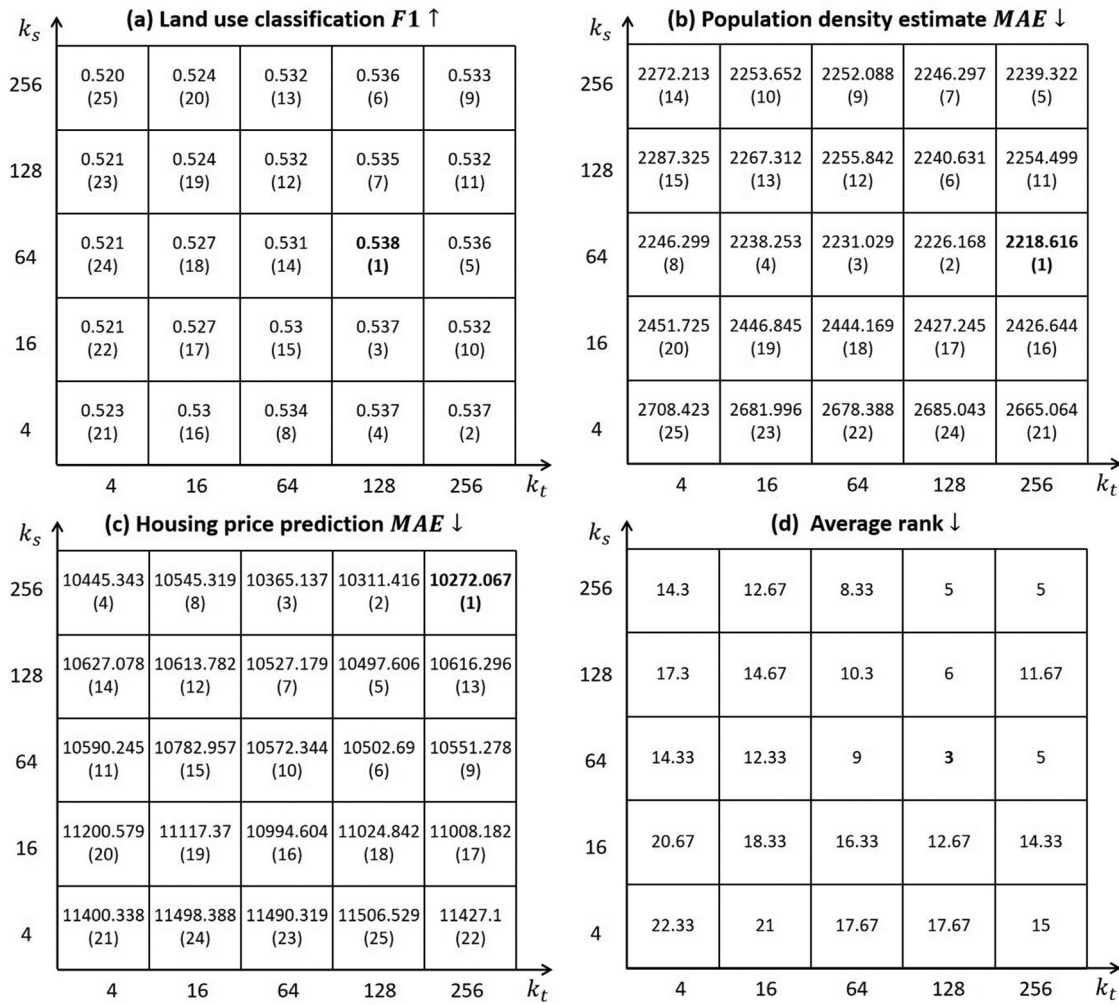 (a) Land use classification F1 ↑
k_s
256 0.520 0.524 0.532 0.536 0.533
(25) (20) (13) (6) (9)
128 0.521 0.524 0.532 0.535 0.532
(23) (19) (12) (7) (11)
64 0.521 0.527 0.531 0.538 0.536
(24) (18) (14) (1) (5)
16 0.521 0.527 0.53 0.537 0.532
(22) (17) (15) (3) (10)
4 0.523 0.53 0.534 0.537 0.537
(21) (16) (8) (4) (2)
4 16 64 128 256 k_t
(b) Population density estimate MAE ↓
k_s
256 2272.213 2253.652 2252.088 2246.297 2239.322
(14) (10) (9) (7) (5)
128 2287.325 2267.312 2255.842 2240.631 2254.499
(15) (13) (12) (6) (11)
64 2246.299 2238.253 2231.029 2226.168 2218.616
(8) (4) (3) (2) (1)
16 2451.725 2446.845 2444.169 2427.245 2426.644
(20) (19) (18) (17) (16)
4 2708.423 2681.996 2678.388 2685.043 2665.064
(25) (23) (22) (24) (21)
4 16 64 128 256 k_t
(c) Housing price prediction MAE ↓
k_s
256 10445.343 10545.319 10365.137 10311.416 10272.067
(4) (8) (3) (2) (1)
128 10627.078 10613.782 10527.179 10497.606 10616.296
(14) (12) (7) (5) (13)
64 10590.245 10782.957 10572.344 10502.69 10551.278
(11) (15) (10) (6) (9)
16 11200.579 11117.37 10994.604 11024.842 11008.182
(20) (19) (16) (18) (17)
4 11400.338 11498.388 11490.319 11506.529 11427.1
(21) (24) (23) (25) (22)
4 16 64 128 256 k_t
(d) Average rank ↓
k_s
256 14.3 12.67 8.33 5 5
128 17.3 14.67 10.3 6 11.67
64 14.33 12.33 9 3 5
16 20.67 18.33 16.33 12.67 14.33
4 22.33 21 17.67 17.67 15
4 16 64 128 256 k_t